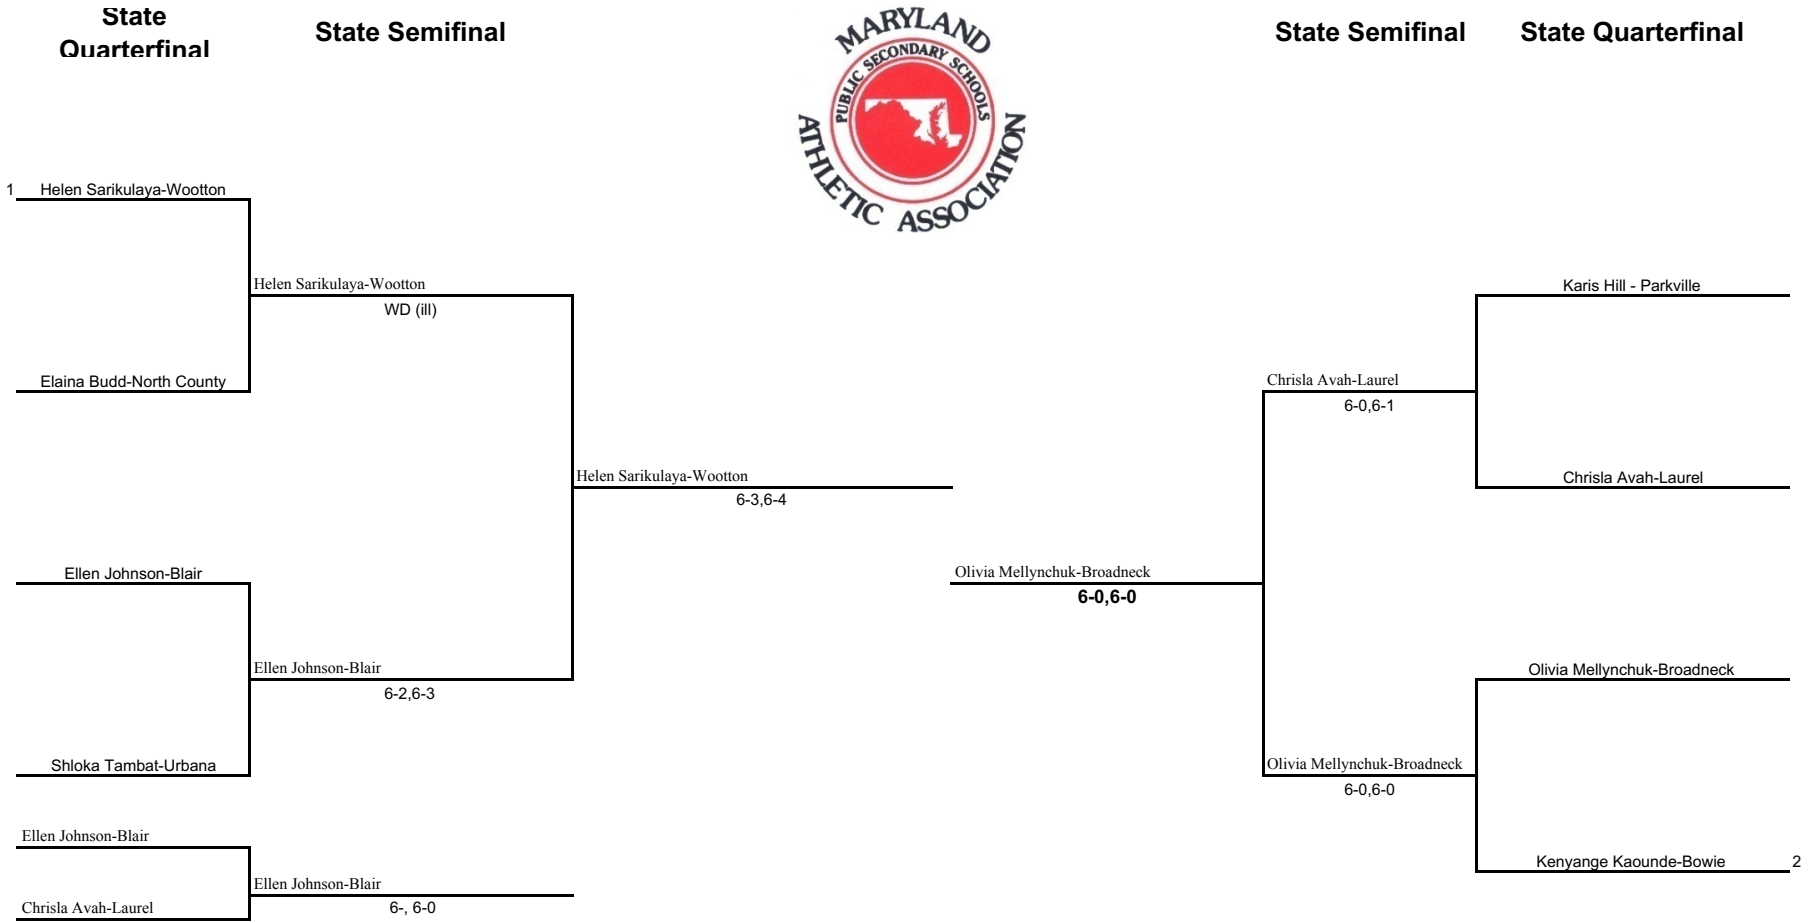 State
Quarterfinal
State Semifinal
MARYLAND
PUBLIC SECONDARY SCHOOLS
ATHLETIC ASSOCIATION
State Semifinal
State Quarterfinal
1 Helen Sarikulaya-Wootton
Helen Sarikulaya-Wootton
WD (ill)
Elaina Budd-North County
Helen Sarikulaya-Wootton
6-3,6-4
Ellen Johnson-Blair
Ellen Johnson-Blair
6-2,6-3
Shloka Tambat-Urbana
Ellen Johnson-Blair
Ellen Johnson-Blair
6-, 6-0
Chrisla Avah-Laurel
Olivia Mellynchuk-Broadneck
6-0,6-0
Karis Hill - Parkville
Chrisla Avah-Laurel
6-0,6-1
Chrisla Avah-Laurel
Olivia Mellynchuk-Broadneck
Olivia Mellynchuk-Broadneck
6-0,6-0
Kenyange Kaounde-Bowie 2